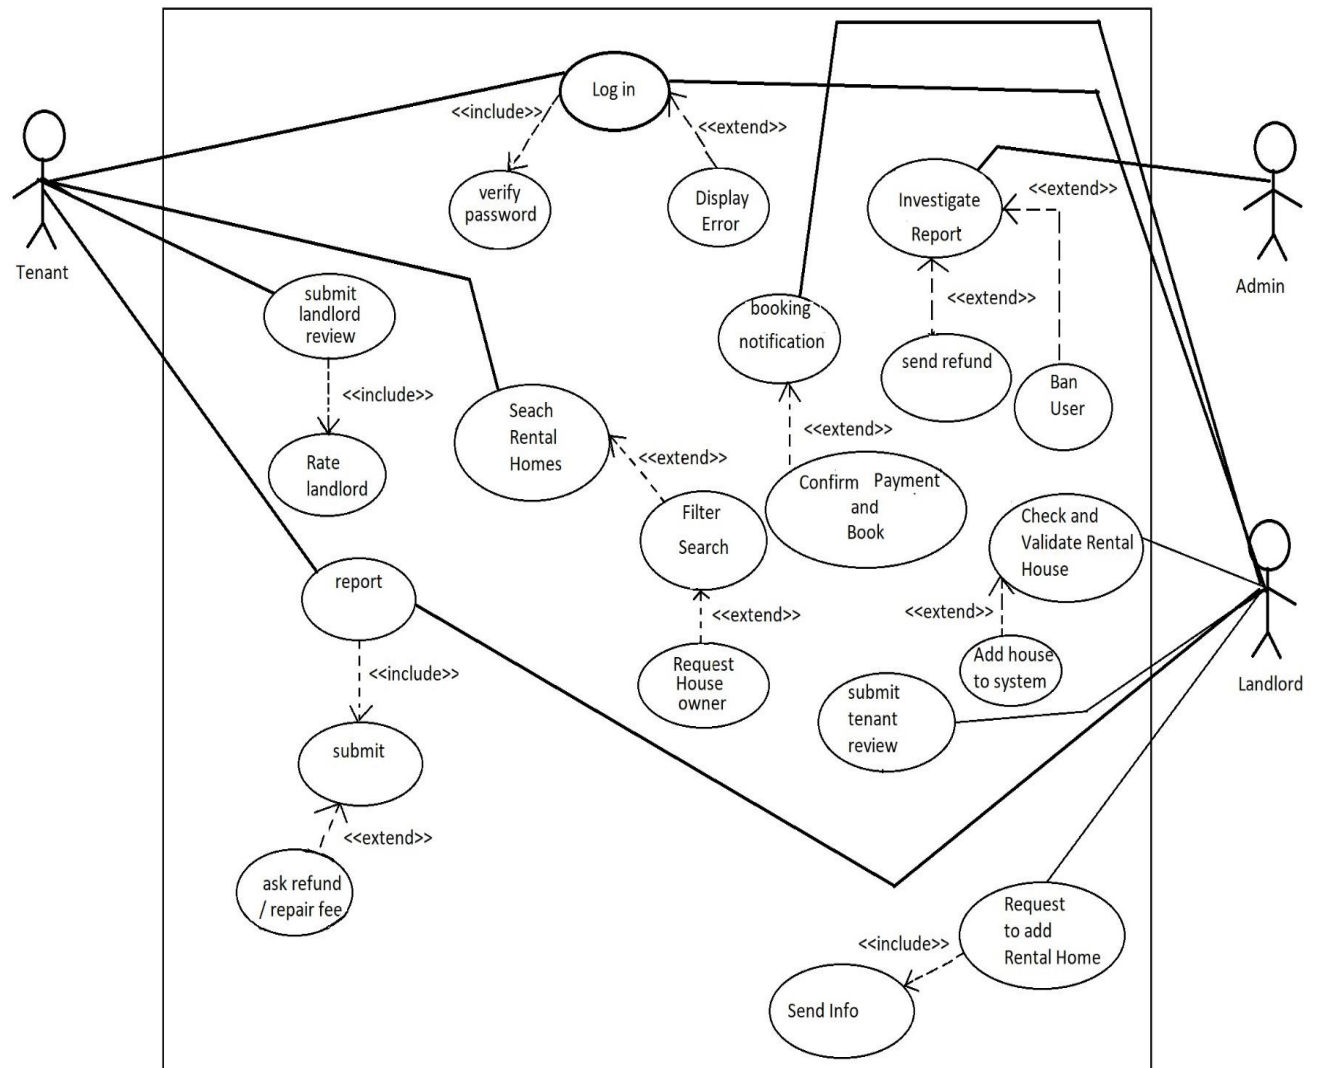 Log in
<<include>>
<<extend>>
verify
password
Display
Error
Investigate
Report
<<extend>>
Tenant
Admin
submit
landlord
review
<<extend>>
booking
notification
send refund
Ban
User
<<include>>
Seach
Rental
Homes
<<extend>>
<<extend>>
Rate
landlord
Confirm Payment
and
Book
Filter
Search
Check and
Validate Rental
House
report
<<extend>>
<<extend>>
Add house
to system
Request
House
owner
<<include>>
submit
tenant
review
Landlord
submit
<<extend>>
ask refund
/ repair fee
Request
to add
Rental Home
<<include>>
Send Info